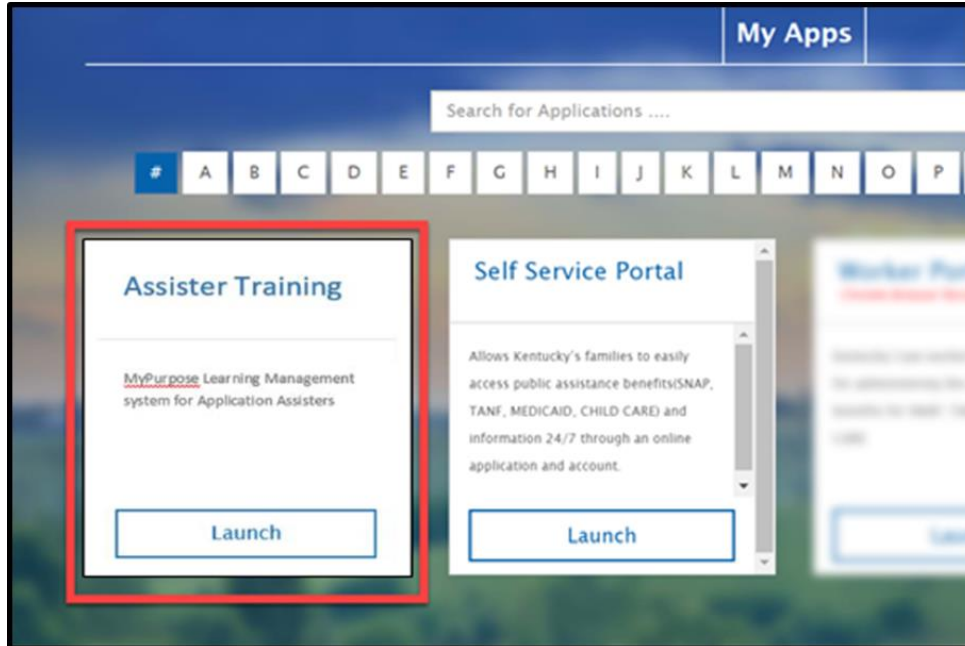 My Apps
Search for Applications ....
# A B C D E F G H I J K L M N O P
Assister Training
MyPurpose Learning Management
system for Application Assisters
Launch
Self Service Portal
Allows Kentucky's families to easily
access public assistance benefits(SNAP,
TANF, MEDICAID, CHILD CARE) and
information 24/7 through an online
application and account.
Launch